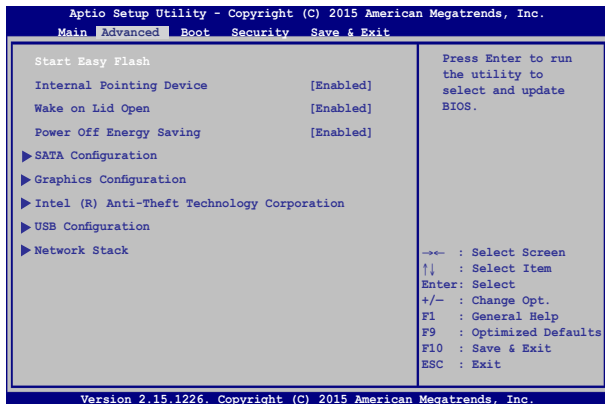 Aptio Setup Utility - Copyright (C) 2015 American Megatrends, Inc.
Main Advanced Boot Security Save & Exit
Start Easy Flash
Internal Pointing Device [Enabled]
Wake on Lid Open [Enabled]
Power Off Energy Saving [Enabled]
SATA Configuration
Graphics Configuration
Intel (R) Anti-Theft Technology Corporation
USB Configuration
Network Stack
Press Enter to run
the utility to
select and update
BIOS.
→← : Select Screen
↑↓ : Select Item
Enter: Select
+/— : Change Opt.
F1 : General Help
F9 : Optimized Defaults
F10 : Save & Exit
ESC : Exit
Version 2.15.1226. Copyright (C) 2015 American Megatrends, Inc.